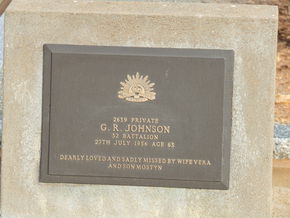 2659 PRIVATE
G. R. JOHNSON
52 BATTALION
27TH JULY 1956 AGE 65
DEARLY LOVED AND SADLY MISSED BY WIFE VERA
AND SON MOSTYN